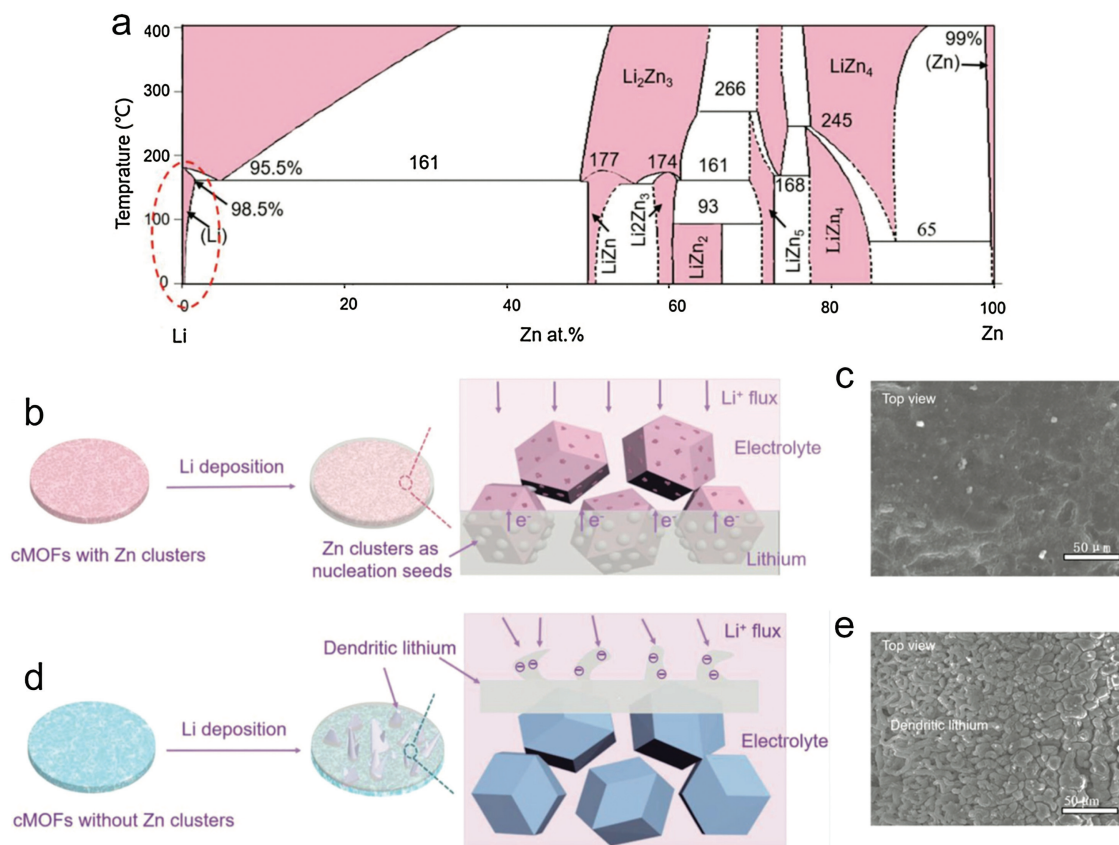 a
Temprature (℃)
400
300
200
100
0
Li2Zn3
266
LiZn4
99%
(Zn)
245
95.5%
161
177
174
161
168
98.5%
(Li)
93
65
LiZn
Li2Zn3
LiZn2
LiZn5
LiZn4
0
20
40
60
80
100
Li
Zn at.%
Zn
b
Li deposition
cMOFs with Zn clusters
Zn clusters as
nucleation seeds
Li+ flux
Electrolyte
e- e- e- e-
Lithium
c
Top view
50 μm
d
Li deposition
cMOFs without Zn clusters
Dendritic lithium
Li+ flux
Electrolyte
e
Top view
Dendritic lithium
50 μm